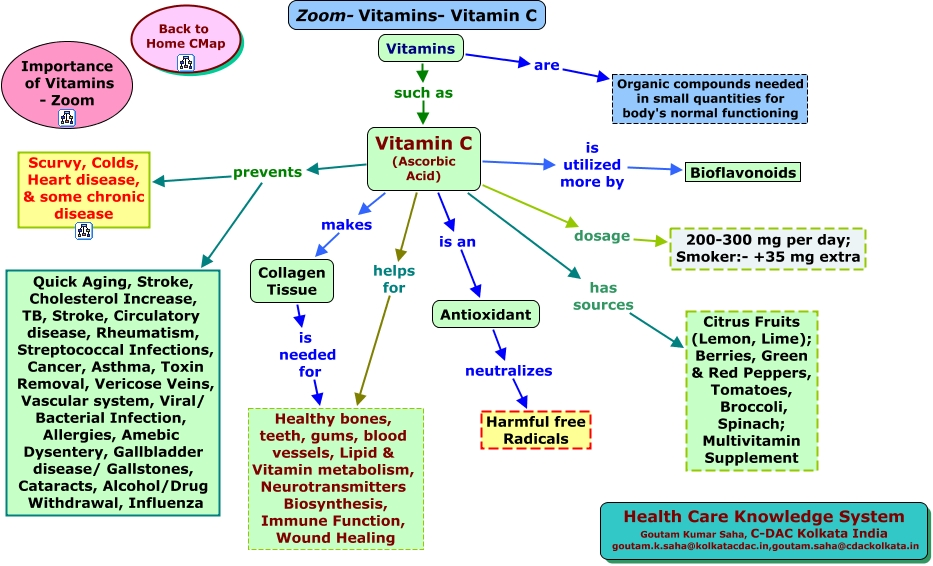 Zoom- Vitamins- Vitamin C
Back to
Home CMap
Importance
of Vitamins
- Zoom
Vitamins
are
Organic compounds needed
in small quantities for
body's normal functioning
such as
Vitamin C
(Ascorbic
Acid)
is
utilized
more by
Bioflavonoids
prevents
Scurvy, Colds,
Heart disease,
& some chronic
disease
Quick Aging, Stroke,
Cholesterol Increase,
TB, Stroke, Circulatory
disease, Rheumatism,
Streptococcal Infections,
Cancer, Asthma, Toxin
Removal, Vericose Veins,
Vascular system, Viral/
Bacterial Infection,
Allergies, Amebic
Dysentery, Gallbladder
disease/ Gallstones,
Cataracts, Alcohol/Drug
Withdrawal, Influenza
makes
Collagen
Tissue
is
needed
for
helps
for
Healthy bones,
teeth, gums, blood
vessels, Lipid &
Vitamin metabolism,
Neurotransmitters
Biosynthesis,
Immune Function,
Wound Healing
is an
Antioxidant
neutralizes
Harmful free
Radicals
dosage
200-300 mg per day;
Smoker:- +35 mg extra
has
sources
Citrus Fruits
(Lemon, Lime);
Berries, Green
& Red Peppers,
Tomatoes,
Broccoli,
Spinach;
Multivitamin
Supplement
Health Care Knowledge System
Goutam Kumar Saha, C-DAC Kolkata India
goutam.k.saha@kolkatacdac.in,goutam.saha@cdackolkata.in